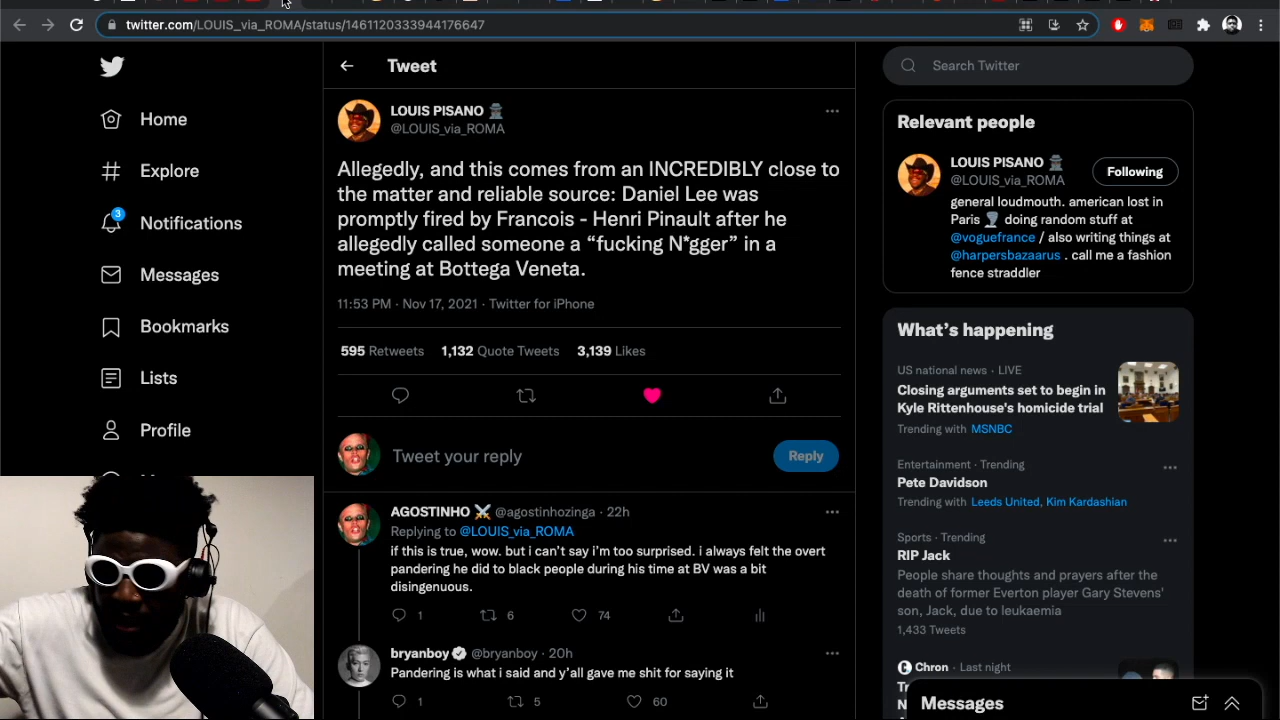 twitter.com/LOUIS_via_ROMA/status/1461120333944176647
Home
Explore
3
Notifications
Messages
Bookmarks
Lists
Profile
Tweet
LOUIS PISANO
@LOUIS_via_ROMA
Allegedly, and this comes from an INCREDIBLY close to
the matter and reliable source: Daniel Lee was
promptly fired by Francois - Henri Pinault after he
allegedly called someone a “fucking N*gger” in a
meeting at Bottega Veneta.
11:53 PM · Nov 17, 2021 · Twitter for iPhone
595 Retweets 1,132 Quote Tweets 3,139 Likes
Tweet your reply
Reply
AGOSTINHO @agostinhozinga · 22h
Replying to @LOUIS_via_ROMA
if this is true, wow. but i can’t say i’m too surprised. i always felt the overt
pandering he did to black people during his time at BV was a bit
disingenuous.
1 6 74
bryanboy @bryanboy · 20h
Pandering is what i said and y’all gave me shit for saying it
1 5 60
Search Twitter
Relevant people
LOUIS PISANO
@LOUIS_via_ROMA
Following
general loudmouth. american lost in
Paris doing random stuff at
@voguefrance / also writing things at
@harpersbazaarus . call me a fashion
fence straddler
What’s happening
US national news · LIVE
Closing arguments set to begin in
Kyle Rittenhouse's homicide trial
Trending with MSNBC
Entertainment · Trending
Pete Davidson
Trending with Leeds United, Kim Kardashian
Sports · Trending
RIP Jack
People share thoughts and prayers after the
death of former Everton player Gary Stevens’
son, Jack, due to leukaemia
1,433 Tweets
Chron · Last night
Messages